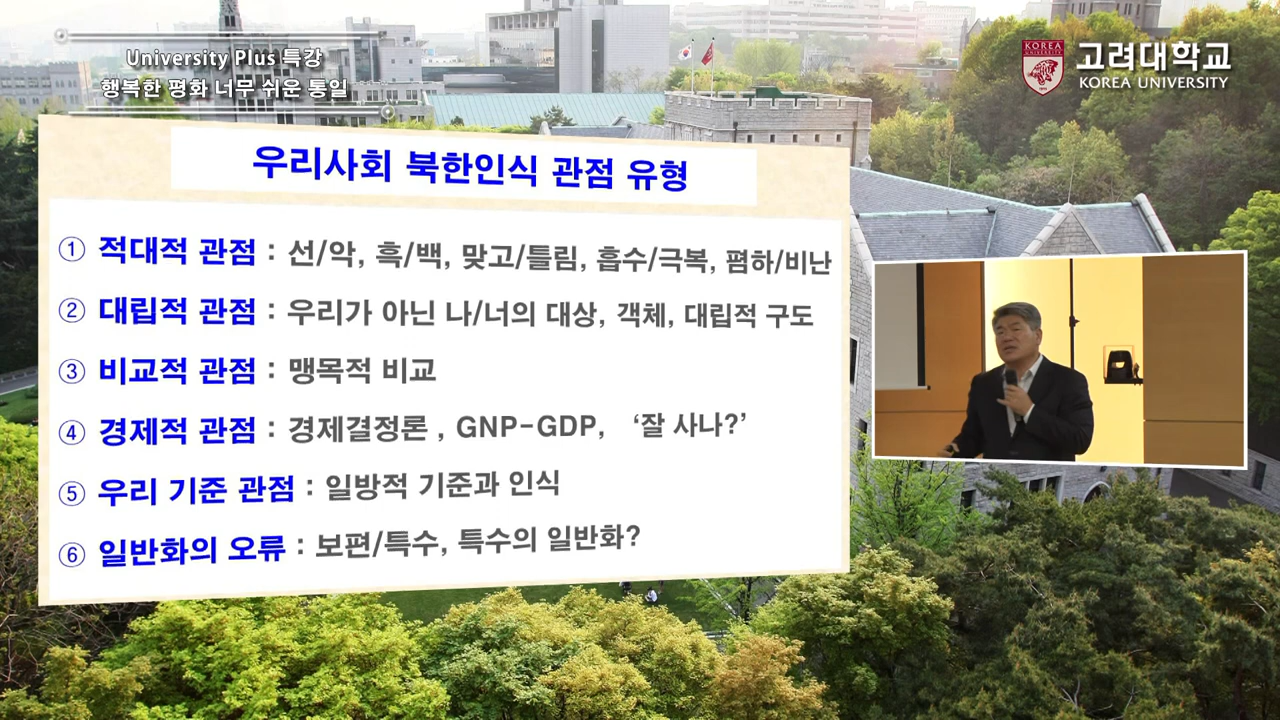 University Plus 특강
행복한 평화 너무 쉬운 통일
KOREA
UNIVERSITY
고려대학교
KOREA UNIVERSITY
우리사회 북한인식 관점 유형
① 적대적 관점 : 선/악, 흑/백, 맞고/틀림, 흡수/극복, 폄하/비난
② 대립적 관점 : 우리가 아닌 나/너의 대상, 객체, 대립적 구도
③ 비교적 관점 : 맹목적 비교
④ 경제적 관점 : 경제결정론 , GNP-GDP, ‘잘 사나?’
⑤ 우리 기준 관점 : 일방적 기준과 인식
⑥ 일반화의 오류 : 보편/특수, 특수의 일반화?